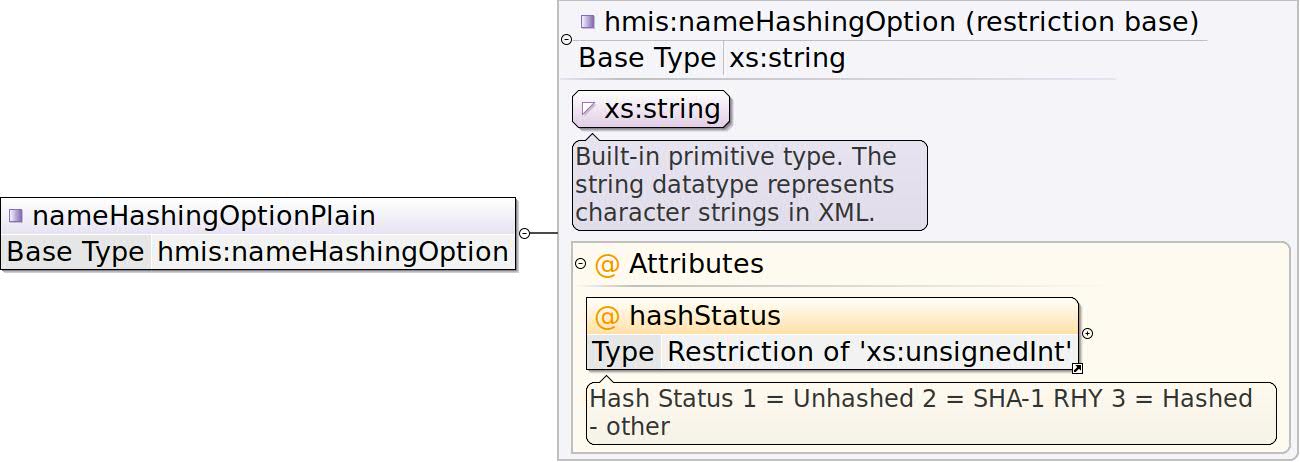 nameHashingOptionPlain
Base Type hmis:nameHashingOption
hmis:nameHashingOption (restriction base)
Base Type xs:string
xs:string
Built-in primitive type. The
string datatype represents
character strings in XML.
@ Attributes
@ hashStatus
Type Restriction of 'xs:unsignedInt'
Hash Status 1 = Unhashed 2 = SHA-1 RHY 3 = Hashed
- other